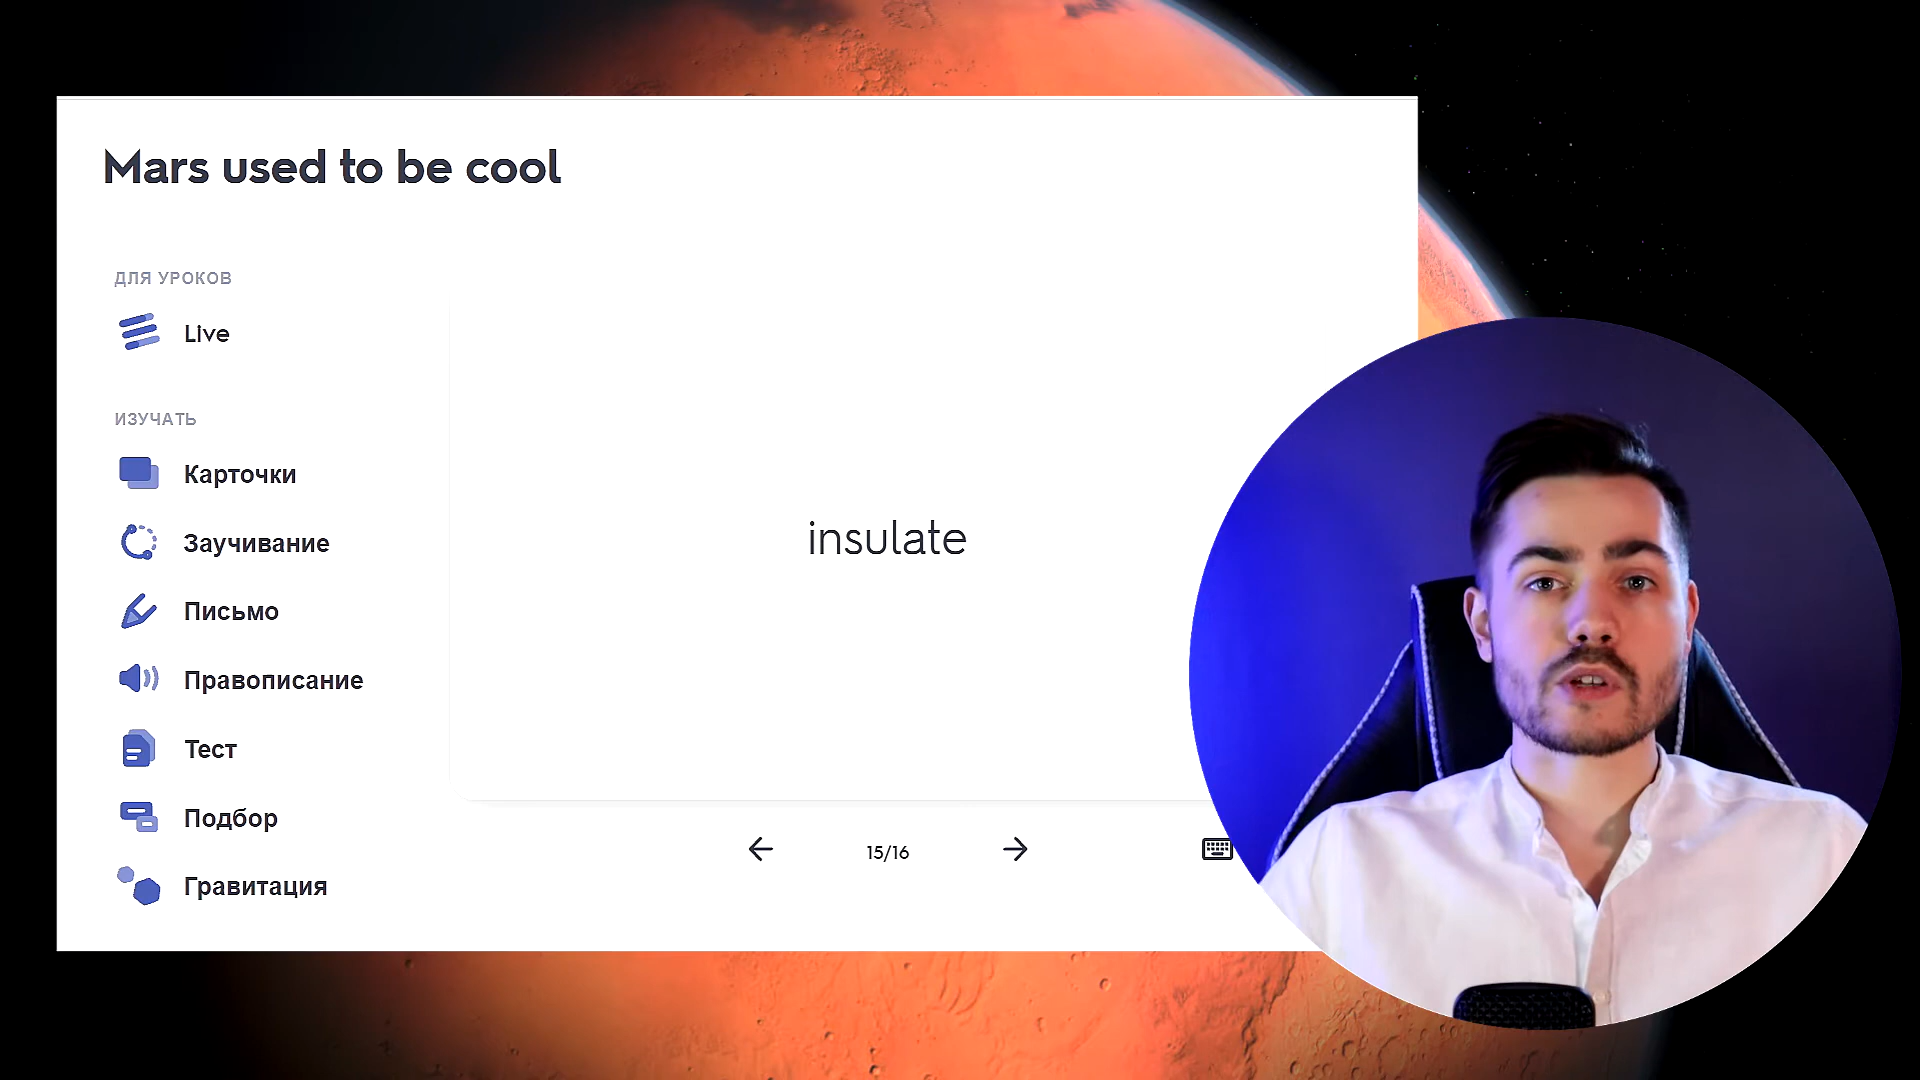 Mars used to be cool
ДЛЯ УРОКОВ
Live
ИЗУЧАТЬ
Карточки
Заучивание
Письмо
Правописание
Тест
Подбор
Гравитация
insulate
15/16